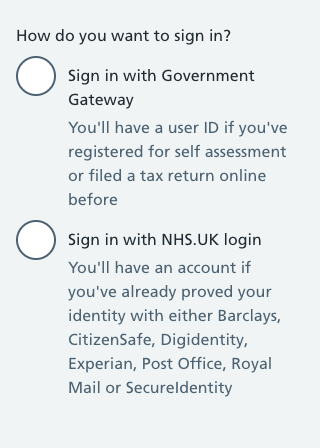 How do you want to sign in?
Sign in with Government
Gateway
You'll have a user ID if you've
registered for self assessment
or filed a tax return online
before
Sign in with NHS.UK login
You'll have an account if
you've already proved your
identity with either Barclays,
CitizenSafe, Digidentity,
Experian, Post Office, Royal
Mail or SecureIdentity